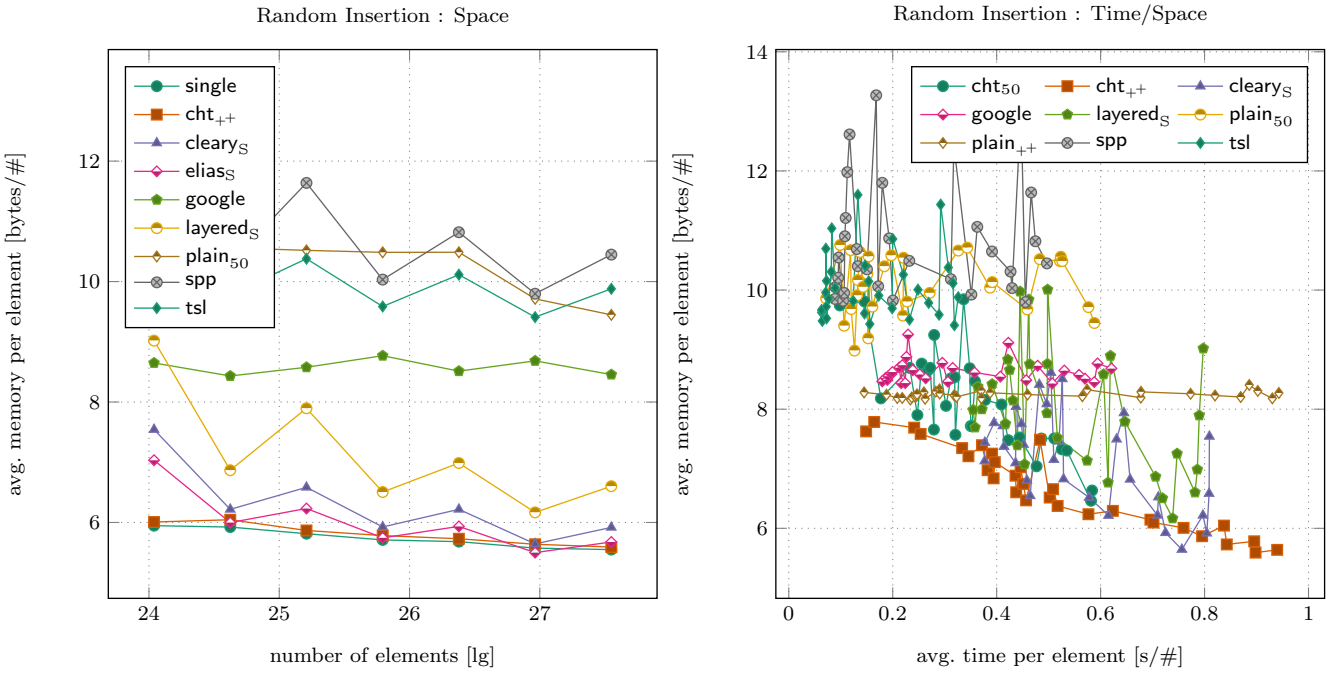 Random Insertion : Space
avg. memory per element [bytes/#]
12
10
8
6
24
25
26
27
number of elements [lg]
single
cht++
clearyS
eliasS
google
layeredS
plain50
spp
tsl
Random Insertion : Time/Space
avg. memory per element [bytes/#]
14
12
10
8
6
0
0.2
0.4
0.6
0.8
1
avg. time per element [s/#]
cht50 cht++ clearyS
google layeredS plain50
plain++ spp tsl